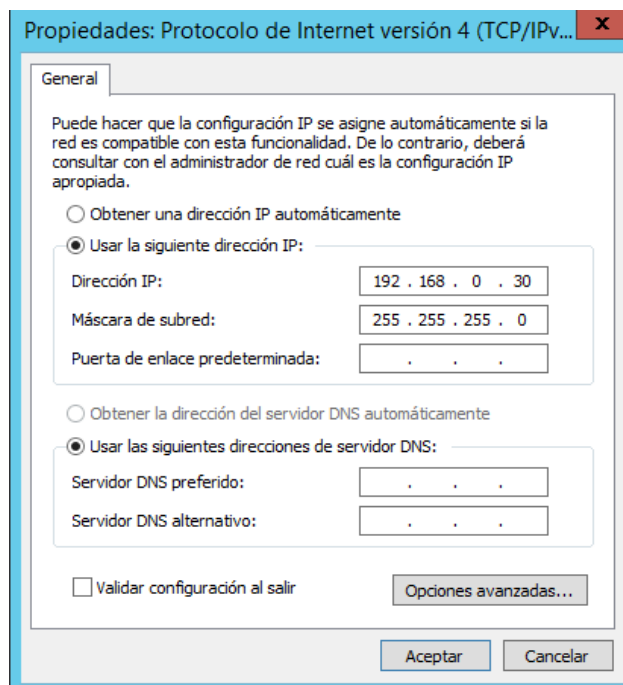 Propiedades: Protocolo de Internet versión 4 (TCP/IPv... x
General
Puede hacer que la configuración IP se asigne automáticamente si la
red es compatible con esta funcionalidad. De lo contrario, deberá
consultar con el administrador de red cuál es la configuración IP
apropiada.
Obtener una dirección IP automáticamente
Usar la siguiente dirección IP:
Dirección IP: 192 . 168 . 0 . 30
Máscara de subred: 255 . 255 . 255 . 0
Puerta de enlace predeterminada: . . .
Obtener la dirección del servidor DNS automáticamente
Usar las siguientes direcciones de servidor DNS:
Servidor DNS preferido: . . .
Servidor DNS alternativo: . . .
Validar configuración al salir Opciones avanzadas...
Aceptar Cancelar